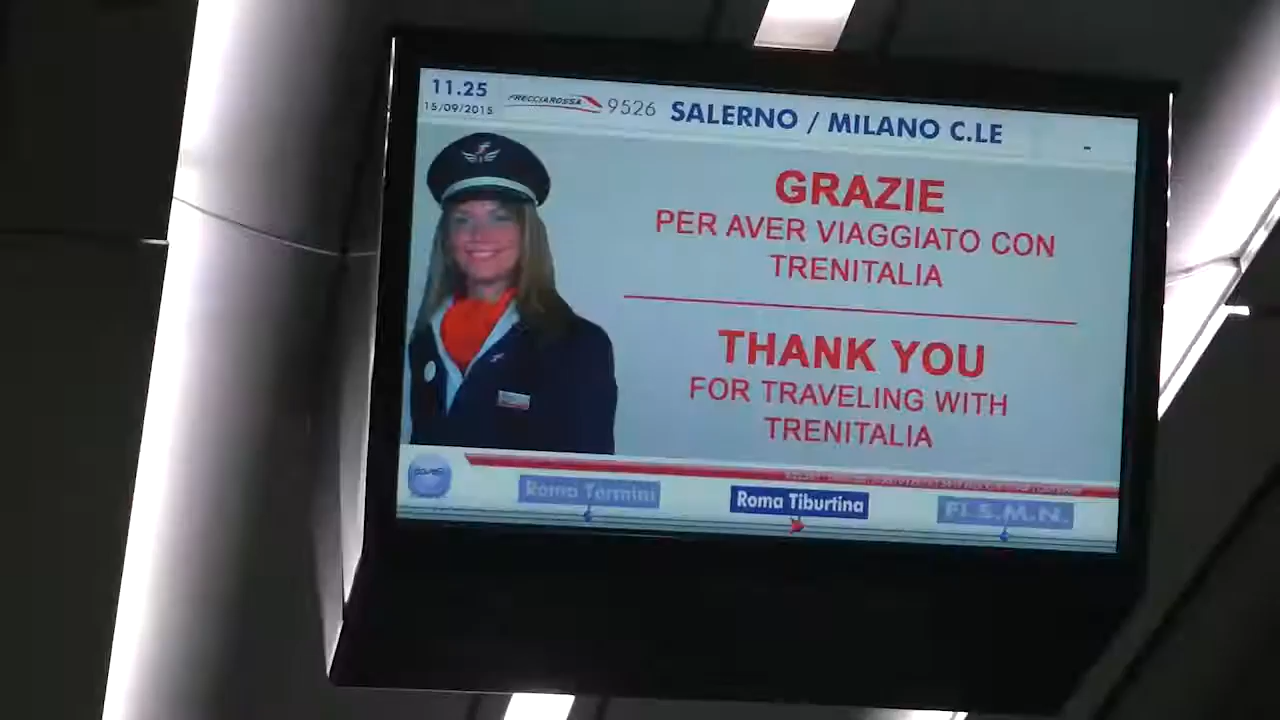 11.25
15/09/2015
FRECCIAROSSA 9526 SALERNO / MILANO C.LE
-
GRAZIE
PER AVER VIAGGIATO CON
TRENITALIA
THANK YOU
FOR TRAVELING WITH
TRENITALIA
Roma Termini
Roma Tiburtina
FI.S.M.N.